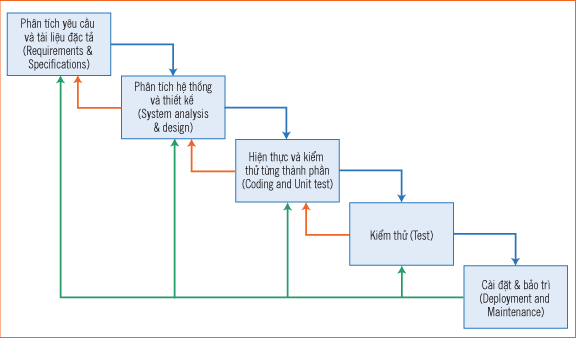 Phân tích yêu cầu
và tài liệu đặc tả
(Requirements &
Specifications)
Phân tích hệ thống
và thiết kế
(System analysis
& design)
Hiện thực và kiểm
thử từng thành phần
(Coding and Unit test)
Kiểm thử (Test)
Cài đặt & bảo trì
(Deployment and
Maintenance)